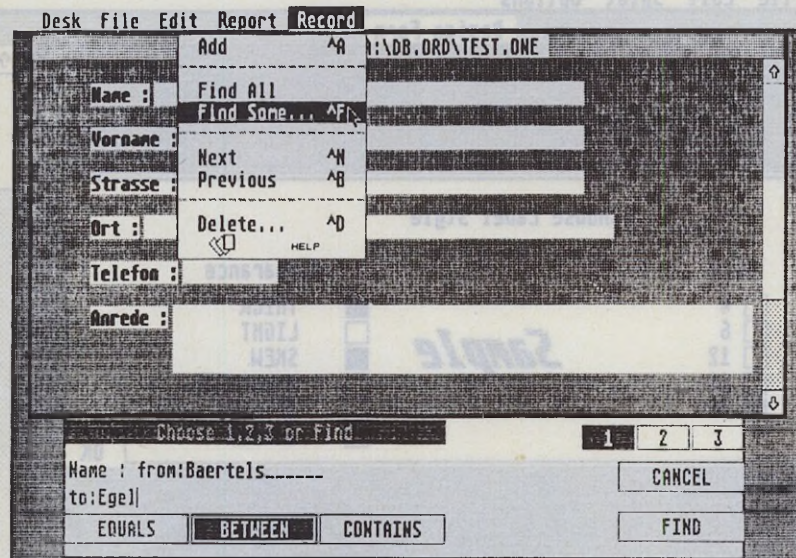 Desk File Edit Report Record
A:\DB.ORD\TEST.ONE
Add ^A
Find All
Find Some... ^F
Next ^N
Previous ^B
Delete... ^D
HELP
Name :
Vorname :
Strasse :
Ort :
Telefon :
Anrede :
Choose 1,2,3 or Find
1 2 3
Name : from:Baertels______
to:Egel
CANCEL
EQUALS BETWEEN CONTAINS FIND